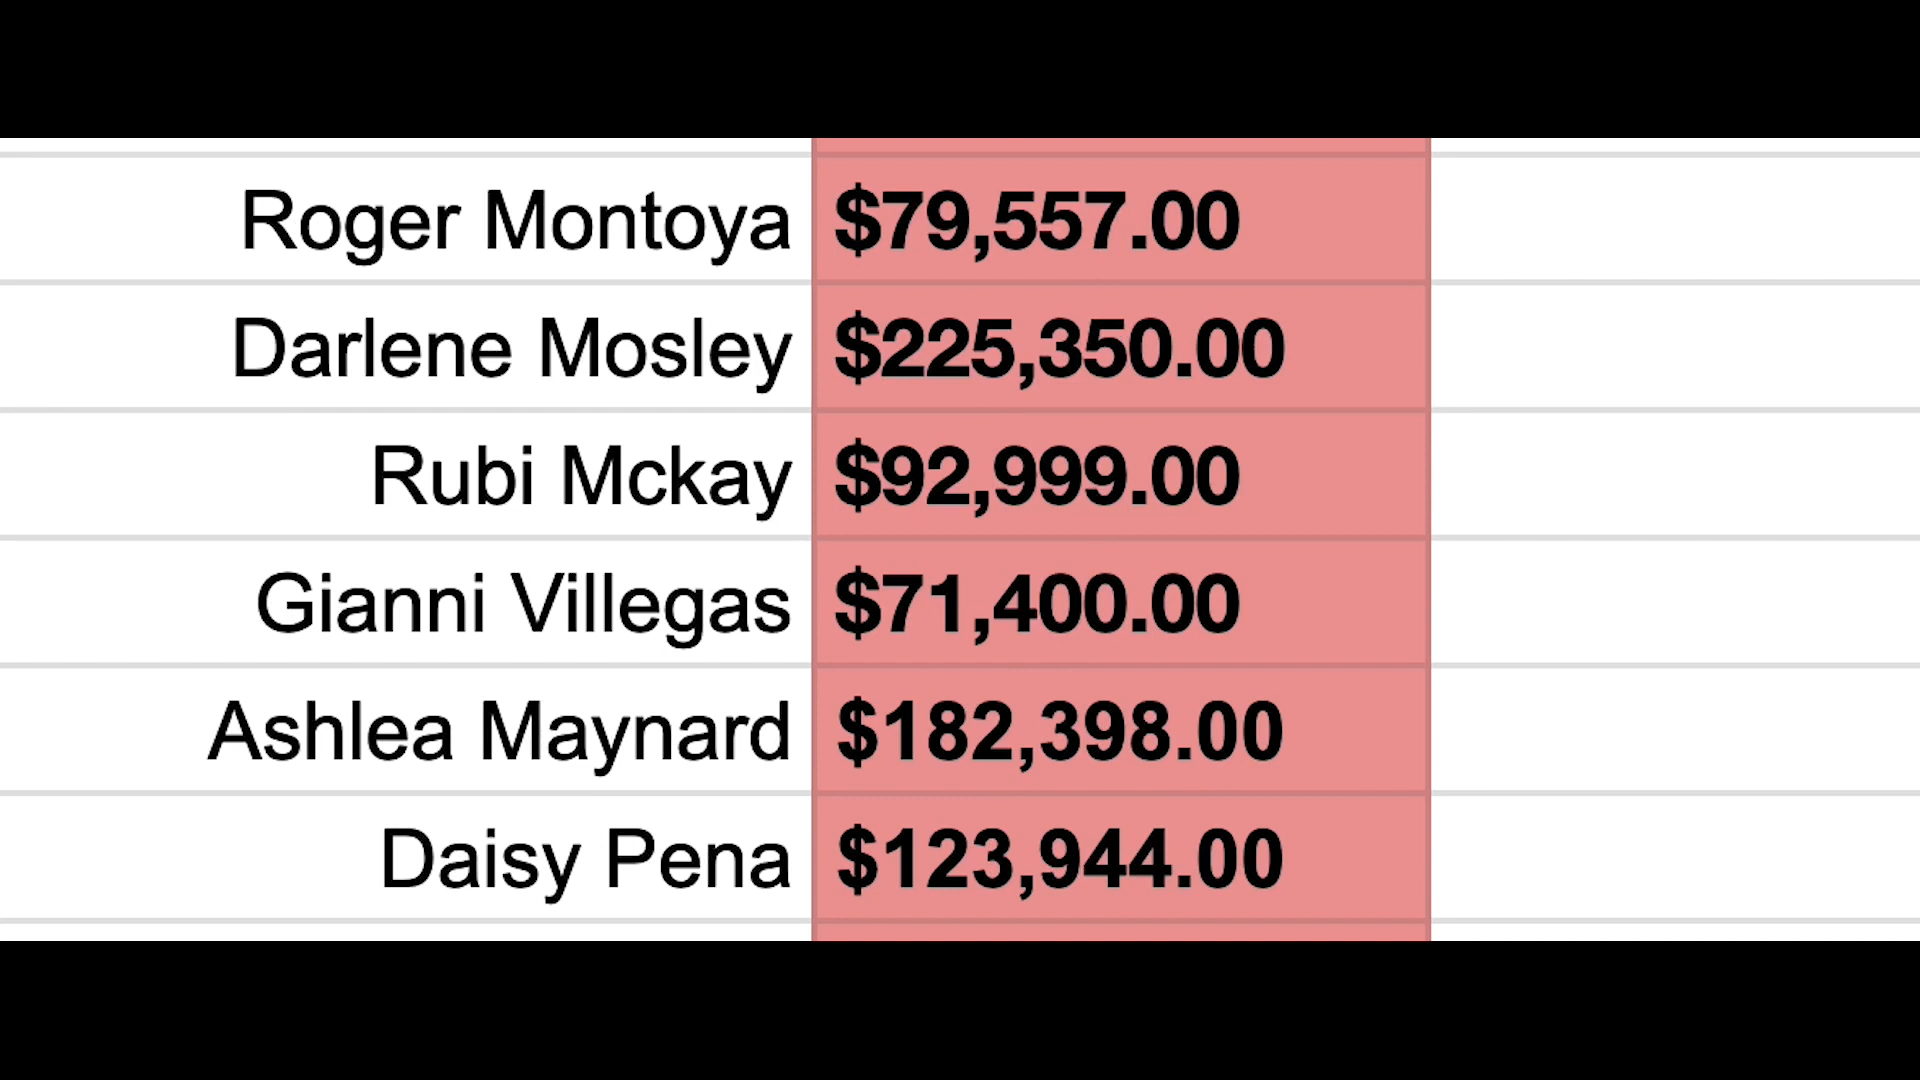 Roger Montoya $79,557.00
Darlene Mosley $225,350.00
Rubi Mckay $92,999.00
Gianni Villegas $71,400.00
Ashlea Maynard $182,398.00
Daisy Pena $123,944.00